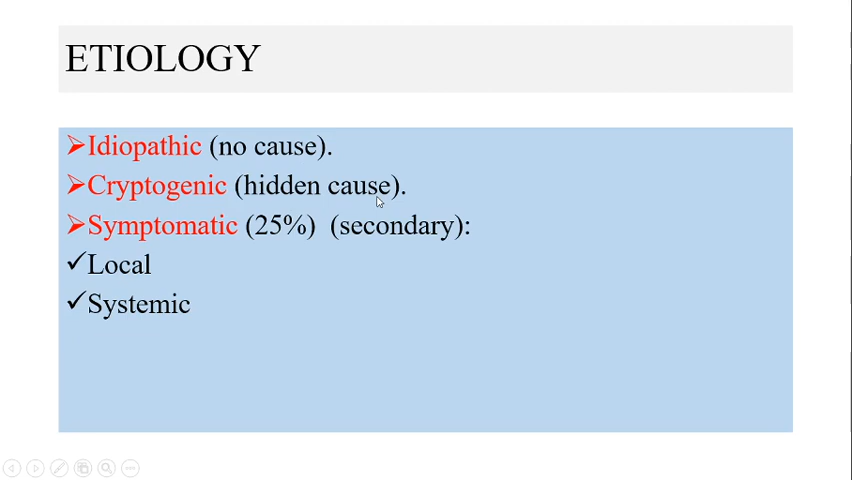 ETIOLOGY
➢Idiopathic (no cause).
➢Cryptogenic (hidden cause).
➢Symptomatic (25%) (secondary):
✓Local
✓Systemic